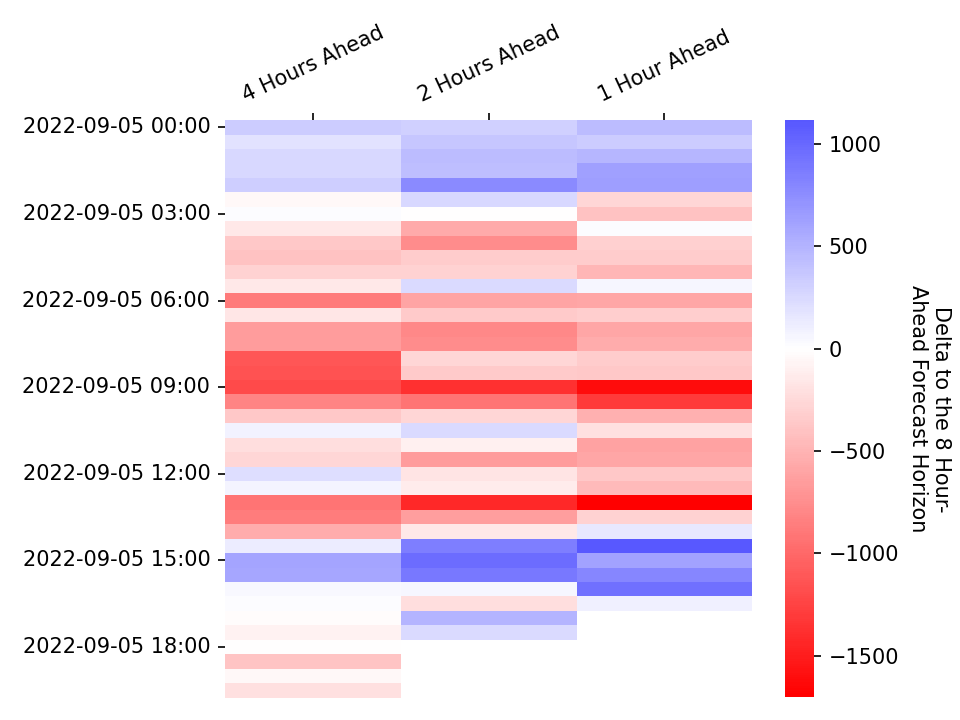 4 Hours Ahead
2 Hours Ahead
1 Hour Ahead
2022-09-05 00:00
2022-09-05 03:00
2022-09-05 06:00
2022-09-05 09:00
2022-09-05 12:00
2022-09-05 15:00
2022-09-05 18:00
1000
500
0
−500
−1000
−1500
Delta to the 8 Hour-
Ahead Forecast Horizon